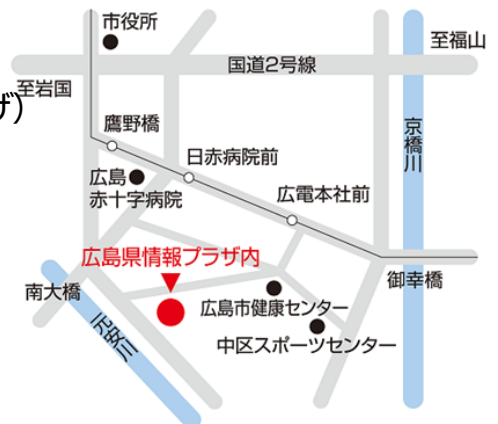 市役所
至福山
国道2号線
至岩国
ザ)
鷹野橋
京橋川
日赤病院前
広島
赤十字病院
広電本社前
広島県情報プラザ内
御幸橋
南大橋
広島市健康センター
元安川
中区スポーツセンター